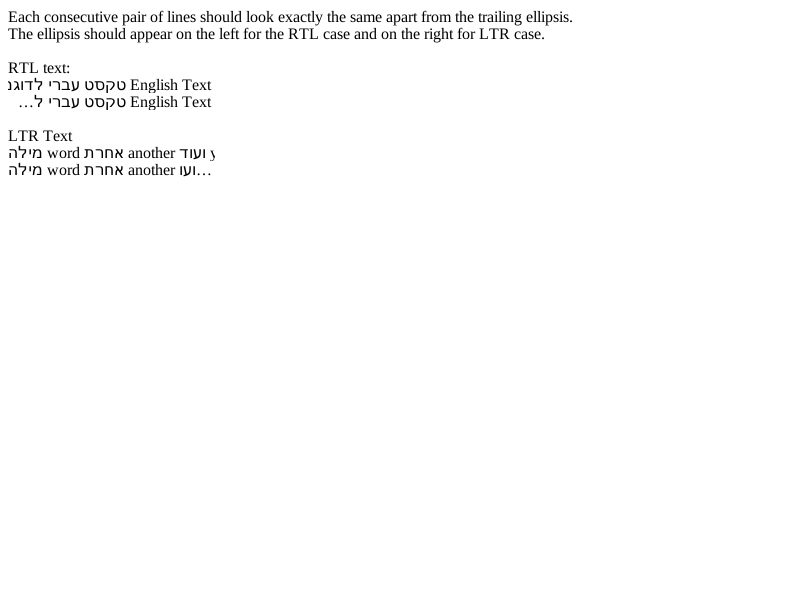 Each consecutive pair of lines should look exactly the same apart from the trailing ellipsis.
The ellipsis should appear on the left for the RTL case and on the right for LTR case.
RTL text:
English Text טקסט עברי לדוגמ
English Text טקסט עברי ל…
LTR Text
מילה word אחרת another ועוד y
מילה word אחרת another ועו…